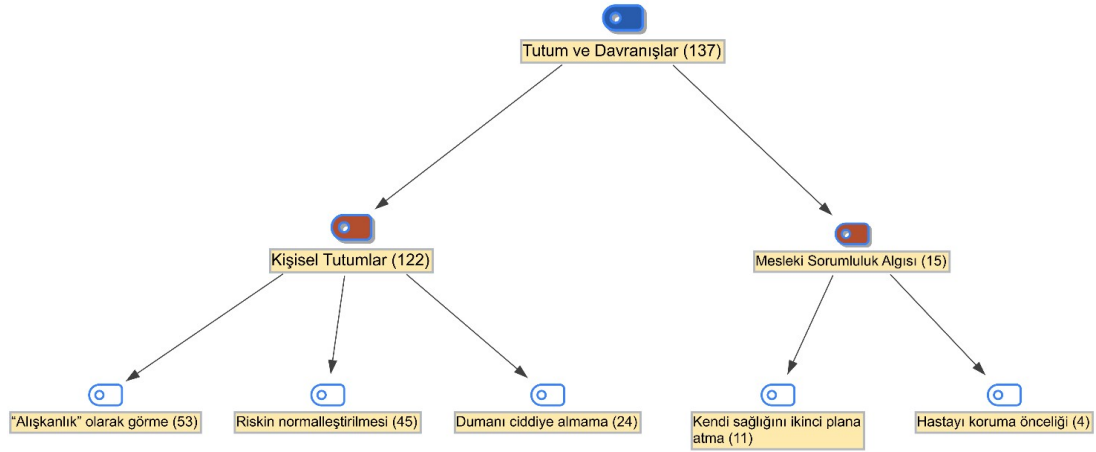 Tutum ve Davranışlar (137)
Kişisel Tutumlar (122)
Mesleki Sorumluluk Algısı (15)
“Alışkanlık” olarak görme (53)
Riskin normalleştirilmesi (45)
Dumanı ciddiye almama (24)
Kendi sağlığını ikinci plana
atma (11)
Hastayı koruma önceliği (4)